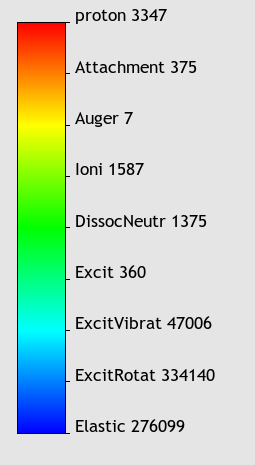 proton 3347
Attachment 375
Auger 7
Ioni 1587
DissocNeutr 1375
Excit 360
ExcitVibrat 47006
ExcitRotat 334140
Elastic 276099